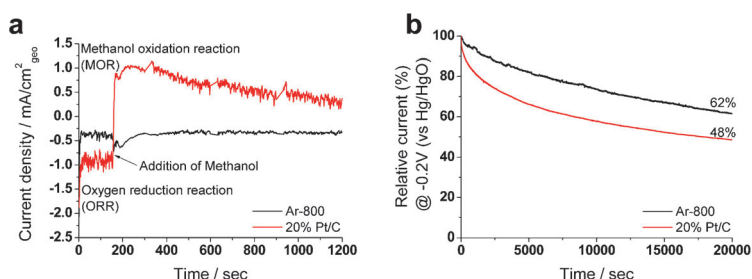 a
Methanol oxidation reaction
(MOR)
Addition of Methanol
Oxygen reduction reaction
(ORR)
Ar-800
20% Pt/C
Current density / mA/cm²geo
1.5
1.0
0.5
0.0
-0.5
-1.0
-1.5
-2.0
-2.5
0 200 400 600 800 1000 1200
Time / sec
b
62%
48%
Ar-800
20% Pt/C
Relative current (%)
@ -0.2V (vs Hg/HgO)
100
80
60
40
20
0
0 5000 10000 15000 20000
Time / sec